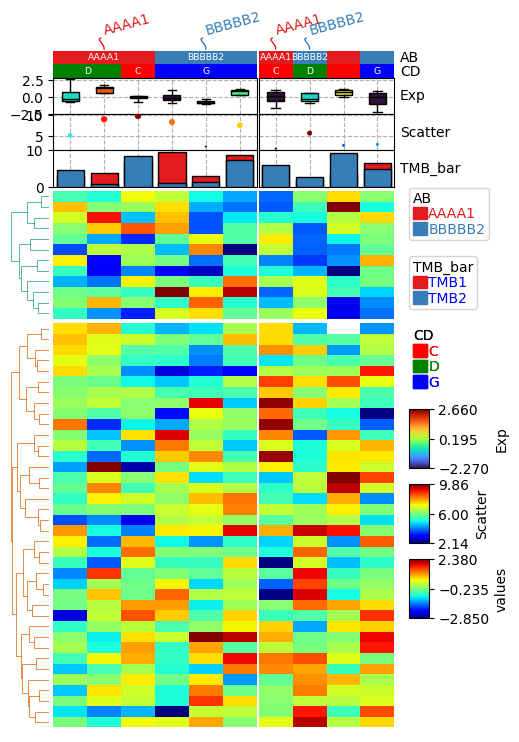 AAAA1
BBBBB2
AAAA1
BBBBB2
AAAA1 BBBBB2 AAAA1 BBBBB2 AB
D C G C D G CD
2.5
0.0
−2.5
Exp
10
5
Scatter
10
0
TMB_bar
AB
AAAA1
BBBBB2
TMB_bar
TMB1
TMB2
CD
C
D
G
2.660
0.195
−2.270
Exp
9.86
6.00
2.14
Scatter
2.380
−0.235
−2.850
values